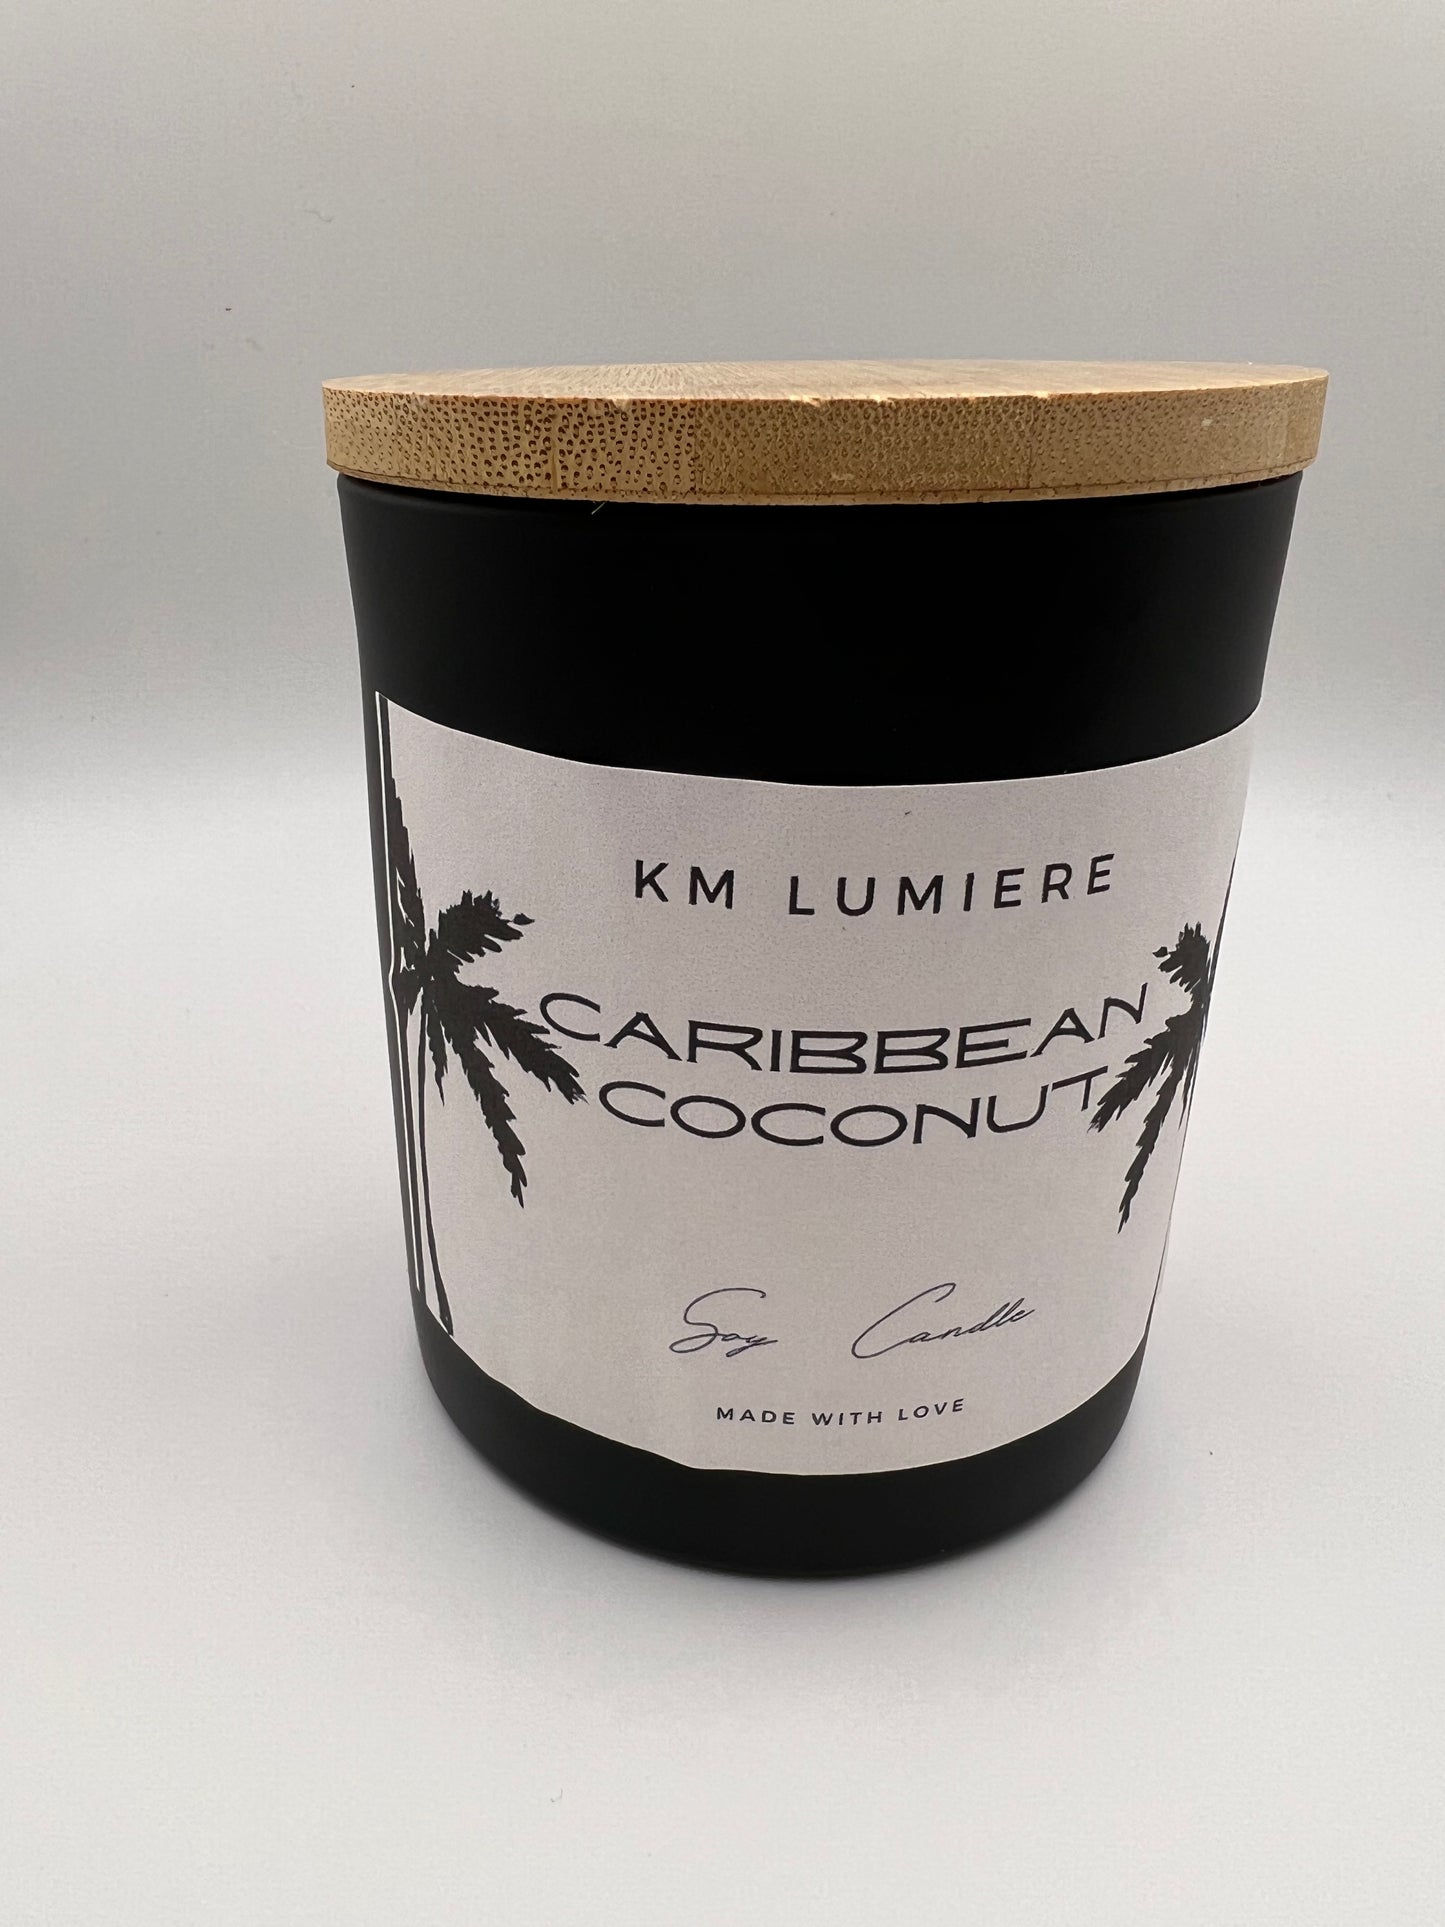 KM LUMIERE
CARIBBEAN
COCONUT
Soy Candle
MADE WITH LOVE